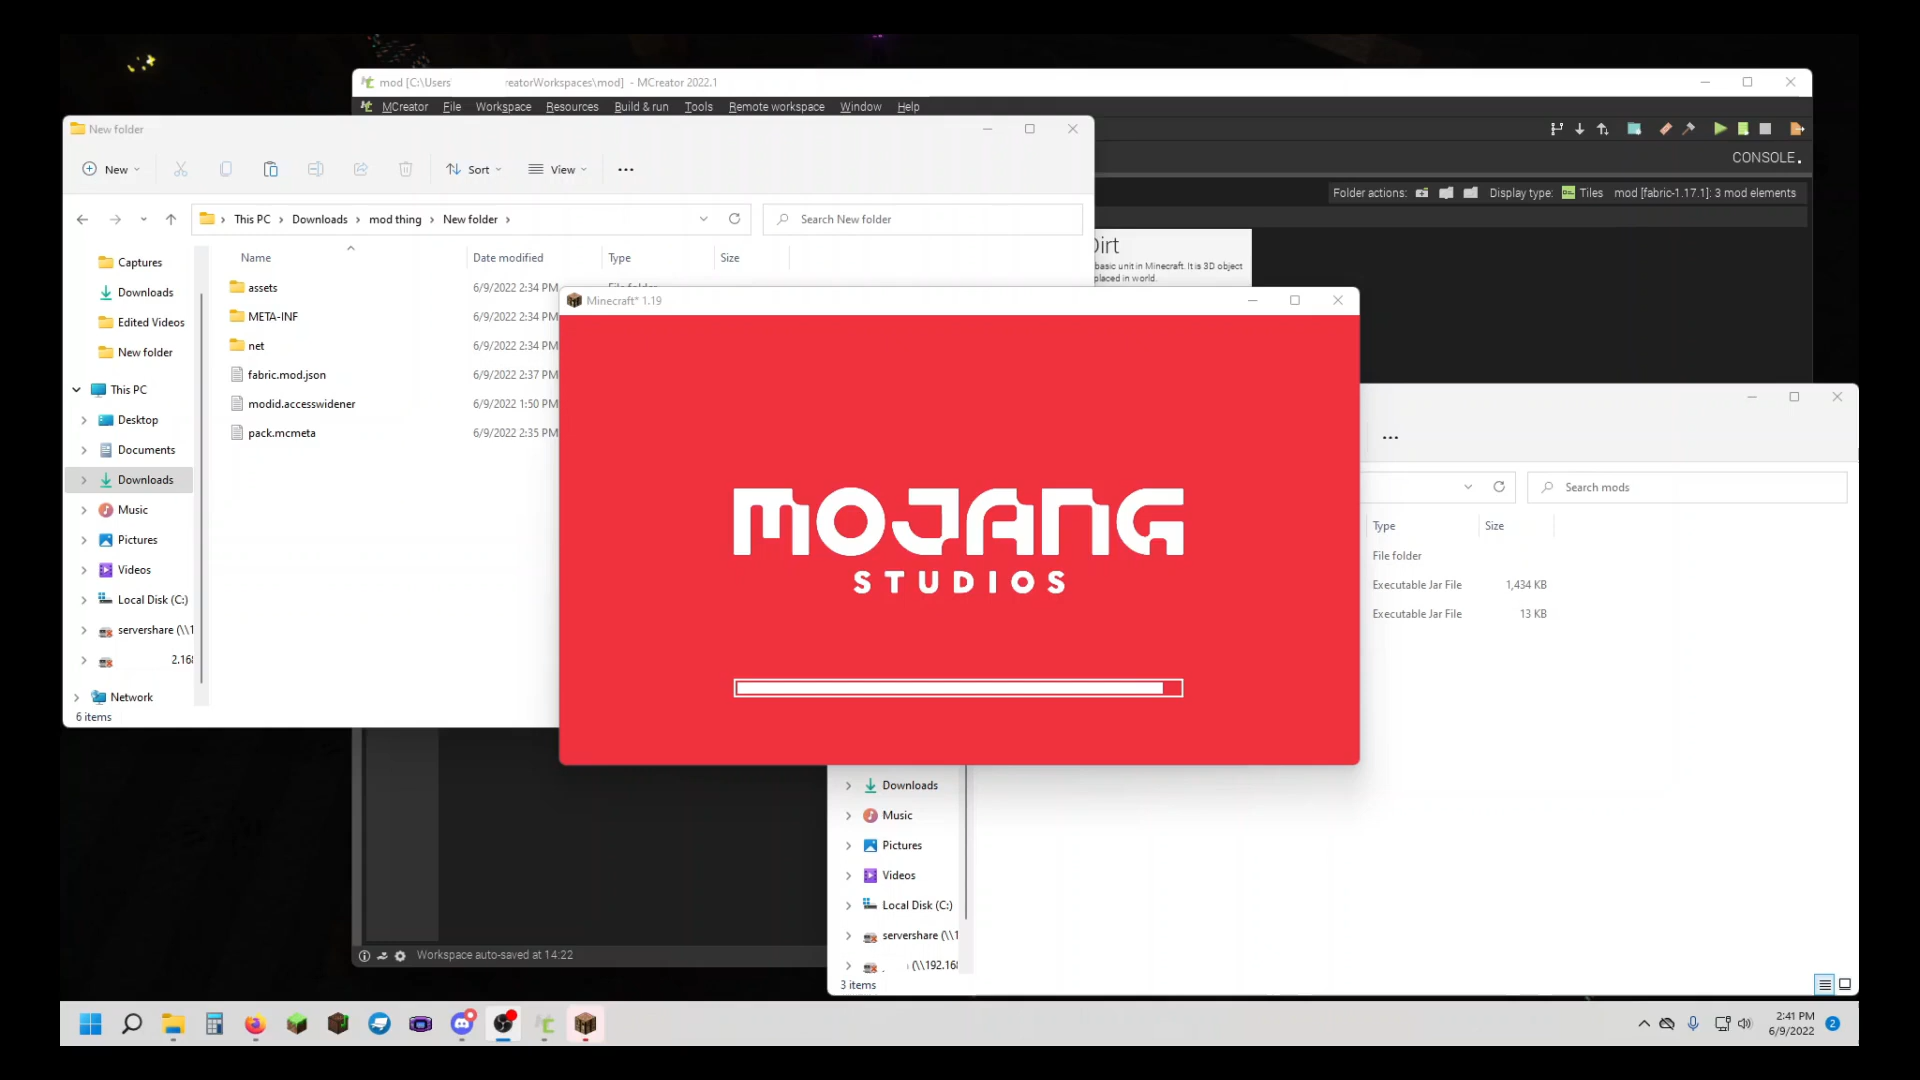 mod [C:\Users'
reatorWorkspaces\mod] - MCreator 2022.1
MCreator File Workspace Resources Build & run Tools Remote workspace Window Help
CONSOLE.
Folder actions: Display type: Tiles mod [fabric-1.17.1]: 3 mod elements
New folder
New Sort View ...
This PC > Downloads > mod thing > New folder >
Search New folder
Name Date modified Type Size
assets 6/9/2022 2:34 PM File folder
META-INF 6/9/2022 2:34 PM
net 6/9/2022 2:34 PM
fabric.mod.json 6/9/2022 2:37 PM
modid.accesswidener 6/9/2022 1:50 PM
pack.mcmeta 6/9/2022 2:35 PM
Captures
Downloads
Edited Videos
New folder
This PC
Desktop
Documents
Downloads
Music
Pictures
Videos
Local Disk (C:)
servershare (\\1
2.168
Network
6 items
Dirt
basic unit in Minecraft. It is 3D object
placed in world.
Minecraft* 1.19
MOJANG
STUDIOS
...
Search mods
Type Size
File folder
Executable Jar File 1,434 KB
Executable Jar File 13 KB
Downloads
Music
Pictures
Videos
Local Disk (C:)
servershare (\\1
(\\192.168
3 items
Workspace auto-saved at 14:22
2:41 PM
6/9/2022
2